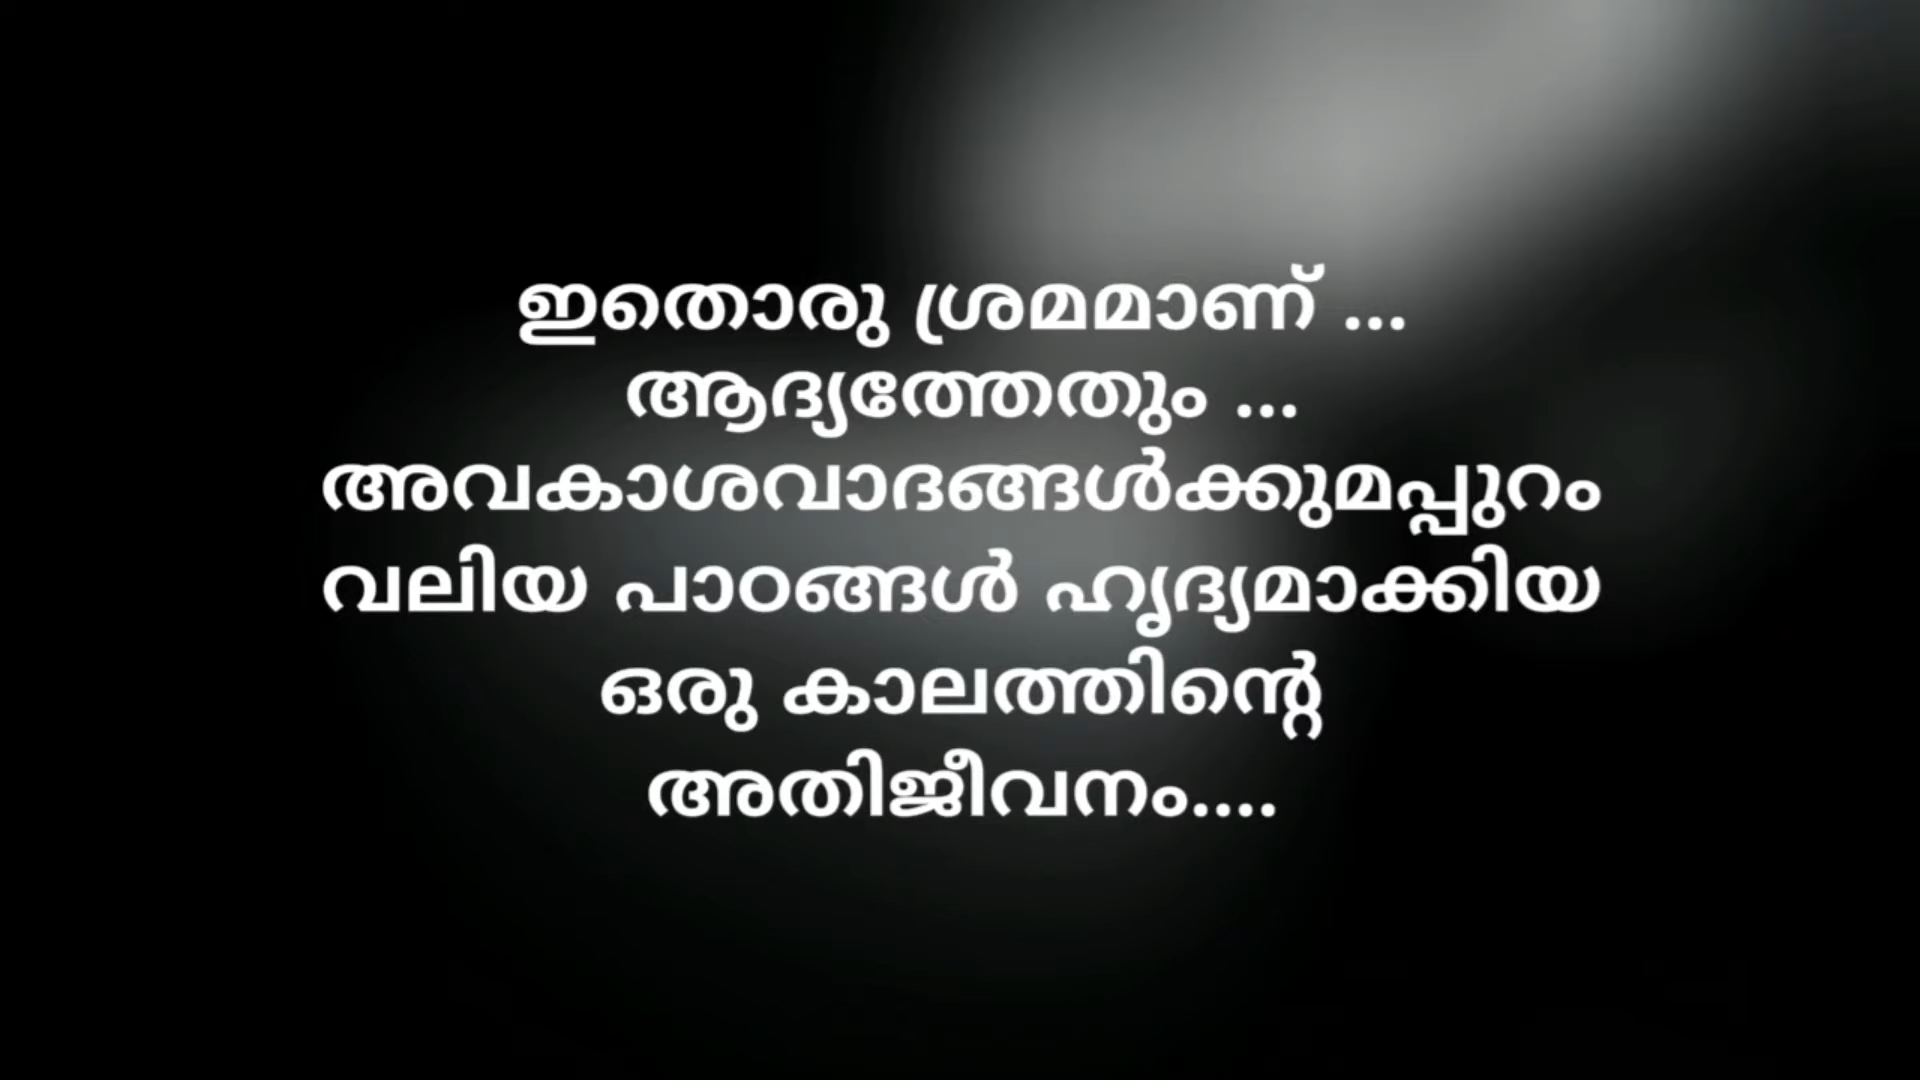 ഇതൊരു ശ്രമമാണ് ...
ആദ്യത്തേതും ...
അവകാശവാദങ്ങൾക്കുമപ്പുറം
വലിയ പാഠങ്ങൾ ഹൃദ്യമാക്കിയ
ഒരു കാലത്തിന്റെ
അതിജീവനം....